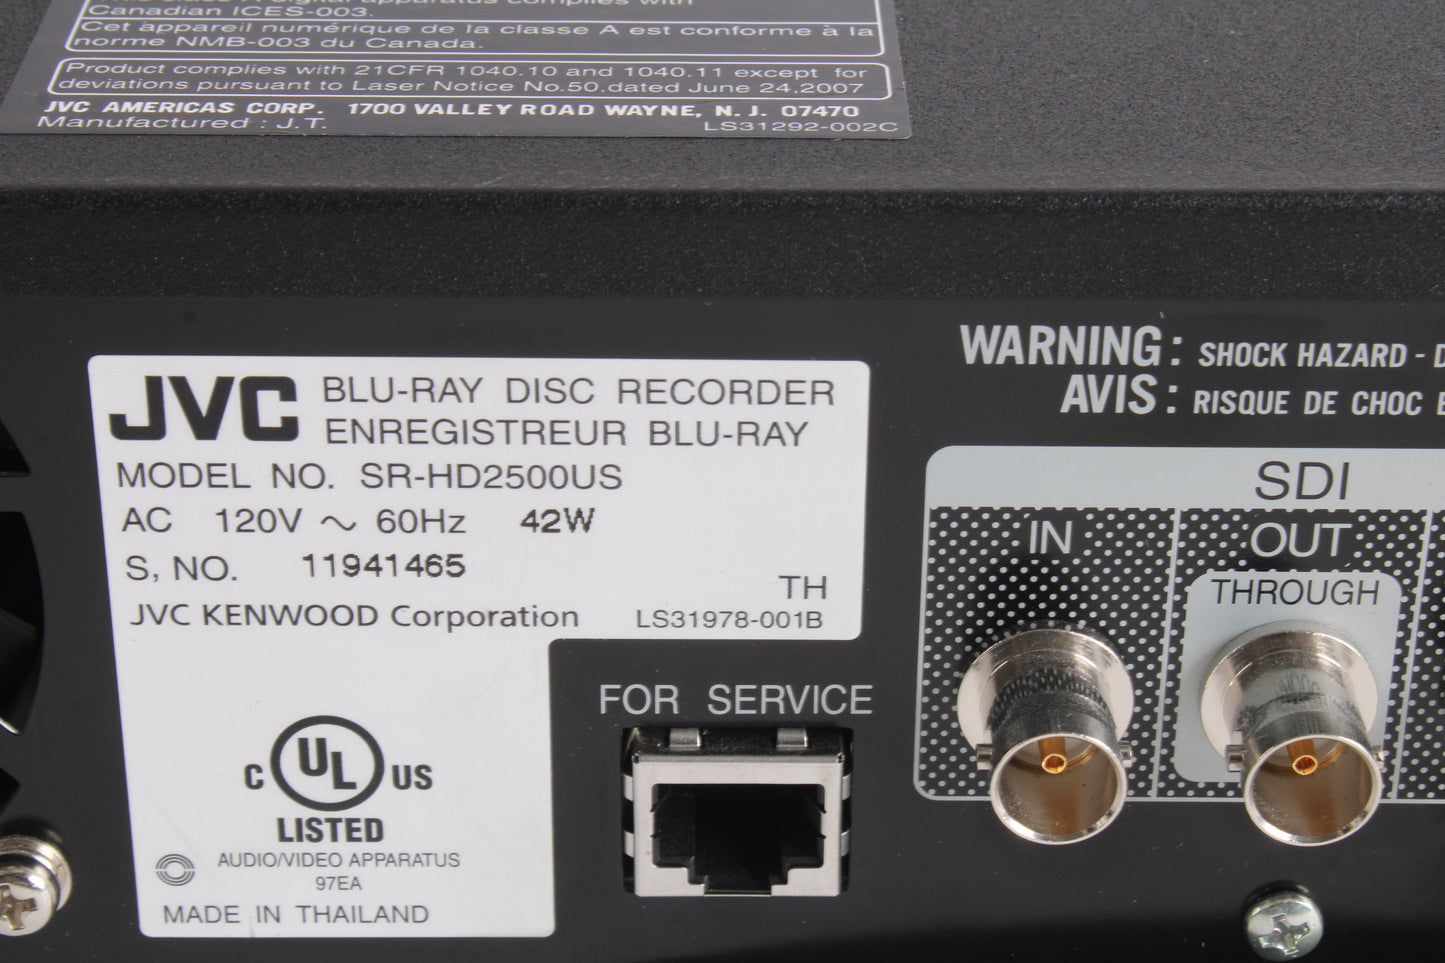 Canadian ICES-003.
Cet appareil numérique de la classe A est conforme à la
norme NMB-003 du Canada.
Product complies with 21CFR 1040.10 and 1040.11 except for
deviations pursuant to Laser Notice No.50.dated June 24,2007
JVC AMERICAS CORP. 1700 VALLEY ROAD WAYNE, N. J. 07470
Manufactured : J.T.
LS31292-002C
WARNING: SHOCK HAZARD - D
AVIS: RISQUE DE CHOC
JVC BLU-RAY DISC RECORDER
ENREGISTREUR BLU-RAY
MODEL NO. SR-HD2500US
AC 120V ~ 60Hz 42W
S, NO. 11941465
TH
JVC KENWOOD Corporation LS31978-001B
C UL US
LISTED
AUDIO/VIDEO APPARATUS
97EA
MADE IN THAILAND
FOR SERVICE
SDI
IN
OUT
THROUGH